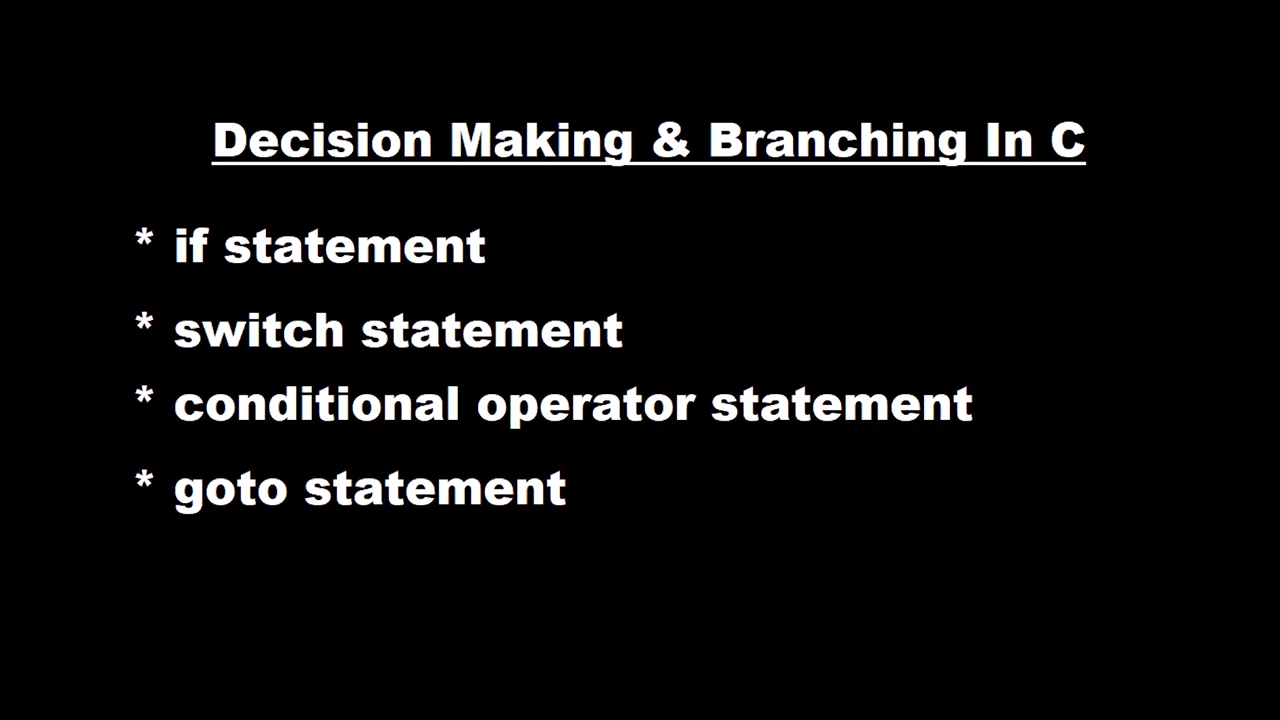 Decision Making & Branching In C
* if statement
* switch statement
* conditional operator statement
* goto statement